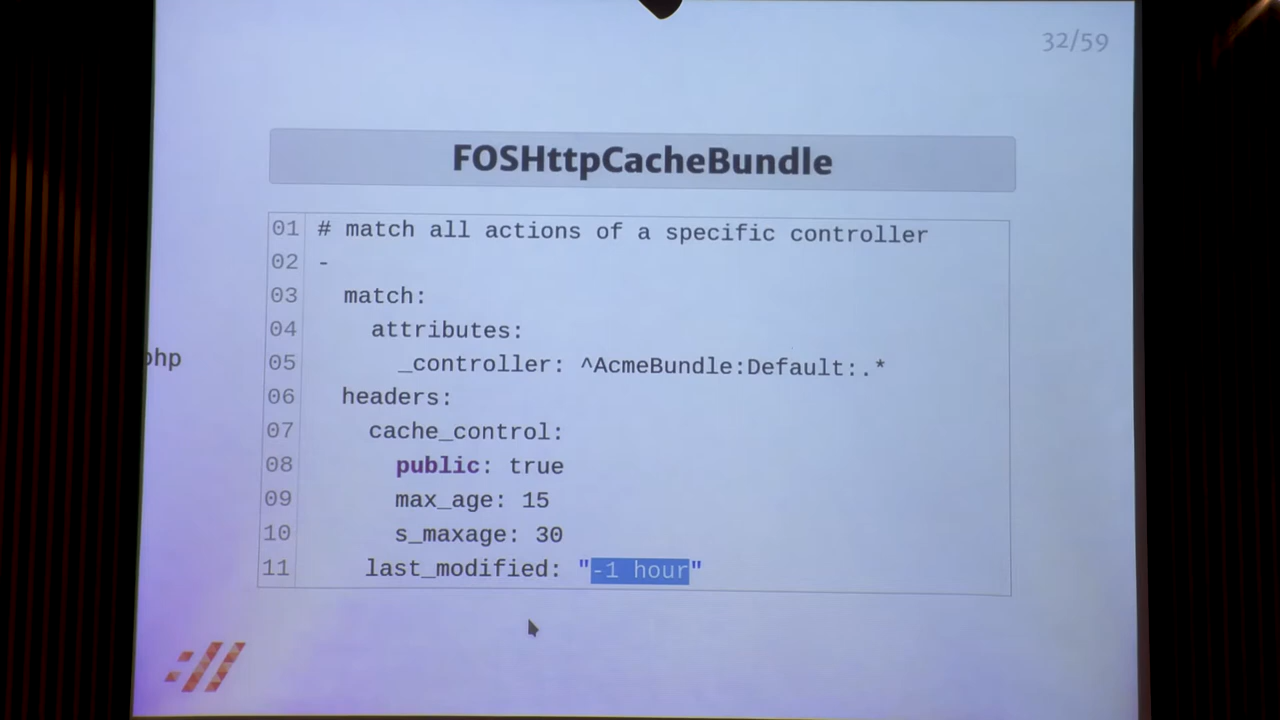 32/59
FOSHttpCacheBundle
01 # match all actions of a specific controller
02 -
03 match:
04 attributes:
php
05 _controller: ^AcmeBundle:Default:.*
06 headers:
07 cache_control:
08 public: true
09 max_age: 15
10 s_maxage: 30
11 last_modified: "-1 hour"
://